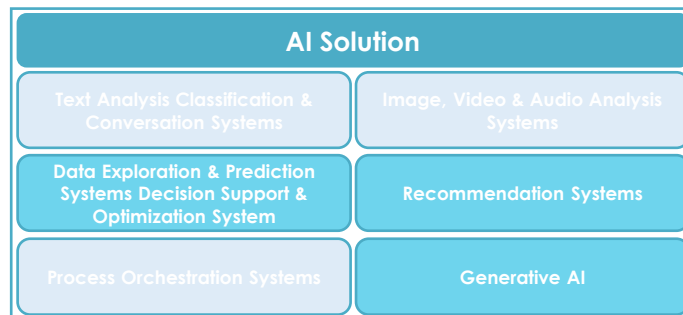 AI Solution
Text Analysis Classification &
Conversation Systems
Image, Video & Audio Analysis
Systems
Data Exploration & Prediction
Systems Decision Support &
Optimization System
Recommendation Systems
Process Orchestration Systems
Generative AI